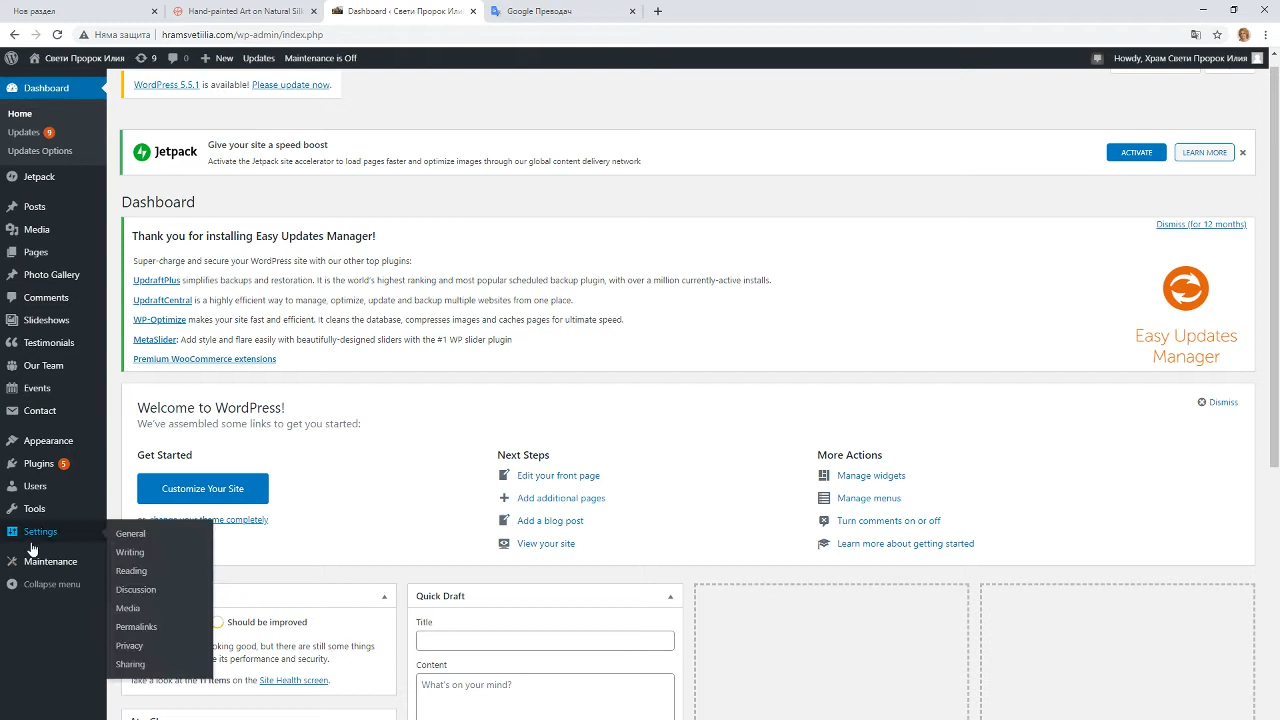 Нов раздел
Hand-painted Art on Natural Sil
Dashboard ‹ Свети Пророк Илия
Google Преводач
Няма защита
hramsvetiilia.com/wp-admin/index.php
Свети Пророк Илия
9
0
New
Updates
Maintenance is Off
Howdy, Храм Свети Пророк Илия
Dashboard
Home
Updates 9
Updates Options
Jetpack
Posts
Media
Pages
Photo Gallery
Comments
Slideshows
Testimonials
Our Team
Events
Contact
Appearance
Plugins 5
Users
Tools
Settings
Maintenance
Collapse menu
General
Writing
Reading
Discussion
Media
Permalinks
Privacy
Sharing
WordPress 5.5.1 is available! Please update now.
Jetpack
Give your site a speed boost
Activate the Jetpack site accelerator to load pages faster and optimize images through our global content delivery network
ACTIVATE
LEARN MORE
Dashboard
Thank you for installing Easy Updates Manager!
Dismiss (for 12 months)
Super-charge and secure your WordPress site with our other top plugins:
UpdraftPlus simplifies backups and restoration. It is the world's highest ranking and most popular scheduled backup plugin, with over a million currently-active installs.
UpdraftCentral is a highly efficient way to manage, optimize, update and backup multiple websites from one place.
WP-Optimize makes your site fast and efficient. It cleans the database, compresses images and caches pages for ultimate speed.
MetaSlider: Add style and flare easily with beautifully-designed sliders with the #1 WP slider plugin
Premium WooCommerce extensions
Easy Updates
Manager
Welcome to WordPress!
Dismiss
We've assembled some links to get you started:
Get Started
Customize Your Site
or, change your theme completely
Next Steps
Edit your front page
Add additional pages
Add a blog post
View your site
More Actions
Manage widgets
Manage menus
Turn comments on or off
Learn more about getting started
Should be improved
oking good, but there are still some things
e its performance and security.
Take a look at the 11 items on the Site Health screen.
Quick Draft
Title
Content
What's on your mind?